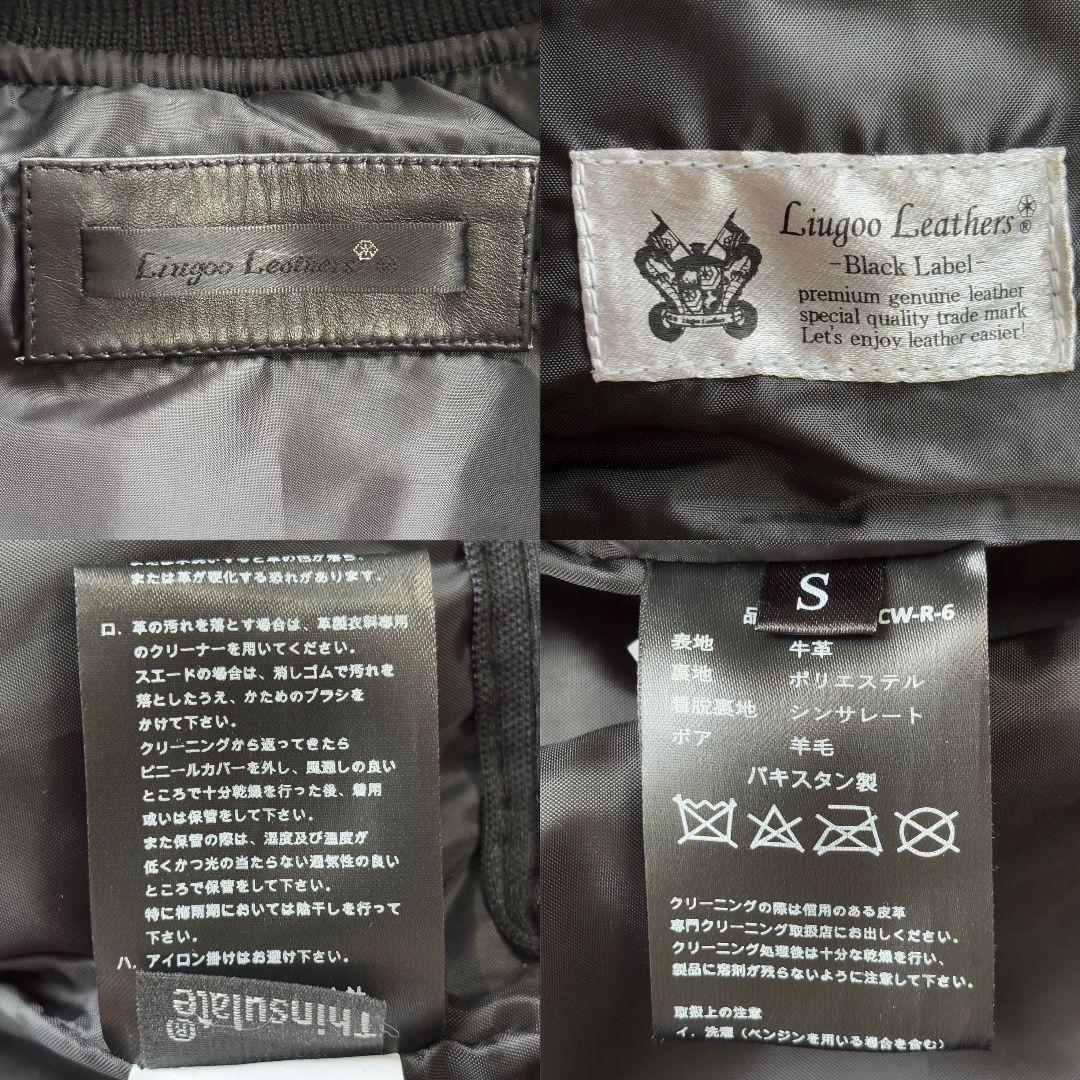 Liugoo Leathers
Liugoo Leathers®
-Black Label-
premium genuine leather
special quality trade mark
Let's enjoy leather easier!
Liugoo Leathers
または革が硬化する恐れがあります.
ロ. 革の汚れを落とす場合は、革製衣料専用
のクリーナーを用いてください.
スエードの場合は、消しゴムで汚れを
落としたうえ、かためのブラシを
かけて下さい.
クリーニングから返ってきたら
ビニールカバーを外し、風通しの良い
ところで十分乾燥を行った後、着用
或いは保管をして下さい.
また保管の際は、湿度及び温度が
低くかつ光の当たらない通気性の良い
ところで保管をして下さい.
特に梅雨期においては陰干しを行って
下さい.
ハ. アイロン掛けはお避け下さい.
Thinsulate®
S
品 CW-R-6
表地 牛革
裏地 ポリエステル
着脱裏地 シンサレート
ボア 羊毛
パキスタン製
クリーニングの際は信用のある皮革
専門クリーニング取扱店にお出しください.
クリーニング処理後は十分な乾燥を行い、
製品に溶剤が残らないように注意して下さい.
取扱上の注意
イ. 洗濯(ベンジンを用いる場合を含む)